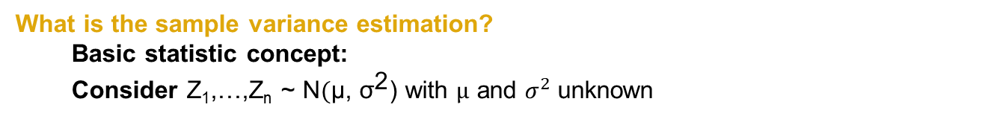 What is the sample variance estimation?
Basic statistic concept:
Consider Z₁,…,Zₙ ~ N(μ, σ²) with μ and σ² unknown